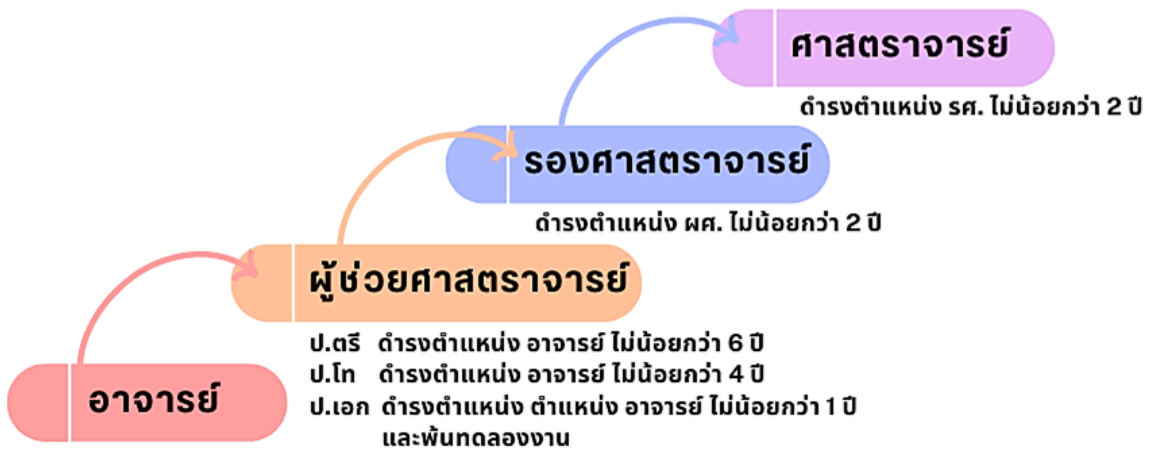 ศาสตราจารย์
ดำรงตำแหน่ง รศ. ไม่น้อยกว่า 2 ปี
รองศาสตราจารย์
ดำรงตำแหน่ง ผศ. ไม่น้อยกว่า 2 ปี
ผู้ช่วยศาสตราจารย์
ป.ตรี ดำรงตำแหน่ง อาจารย์ ไม่น้อยกว่า 6 ปี
ป.โท ดำรงตำแหน่ง อาจารย์ ไม่น้อยกว่า 4 ปี
ป.เอก ดำรงตำแหน่ง ตำแหน่ง อาจารย์ ไม่น้อยกว่า 1 ปี
และพ้นทดลองงาน
อาจารย์